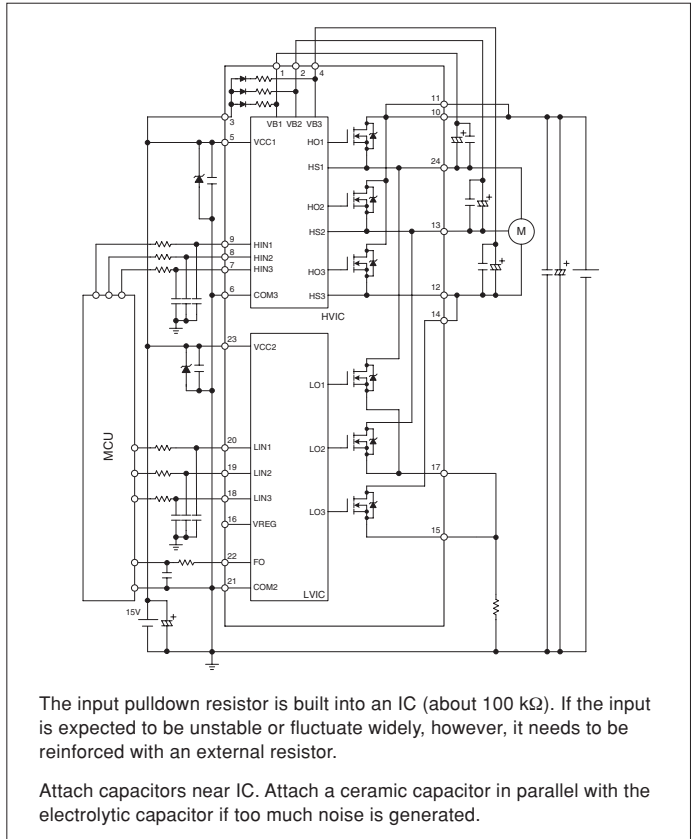 1 2 4
3
VB1 VB2 VB3
11
10
5 VCC1 HO1
HS1 24
HO2
9 HIN1 HS2 13 M
8 HIN2
7 HIN3 HO3
6 COM3 HS3 12
HVIC 14
23 VCC2
LO1
MCU
20 LIN1 LO2
19 LIN2 17
18 LIN3 LO3
16 VREG 15
22 FO
21 COM2
LVIC
15V
The input pulldown resistor is built into an IC (about 100 kΩ). If the input
is expected to be unstable or fluctuate widely, however, it needs to be
reinforced with an external resistor.
Attach capacitors near IC. Attach a ceramic capacitor in parallel with the
electrolytic capacitor if too much noise is generated.